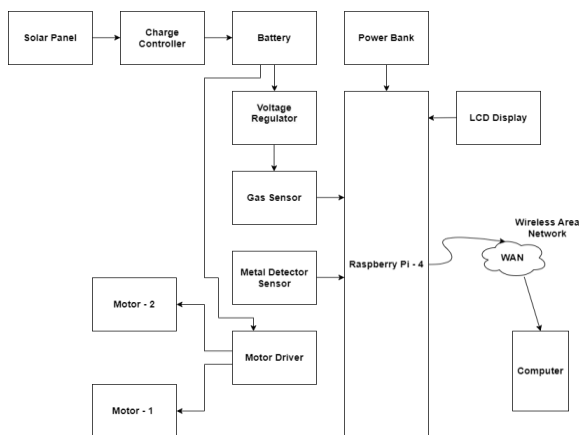 Solar Panel
Charge
Controller
Battery
Power Bank
Voltage
Regulator
LCD Display
Gas Sensor
Wireless Area
Network
WAN
Metal Detector
Sensor
Raspberry Pi - 4
Motor - 2
Motor Driver
Computer
Motor - 1